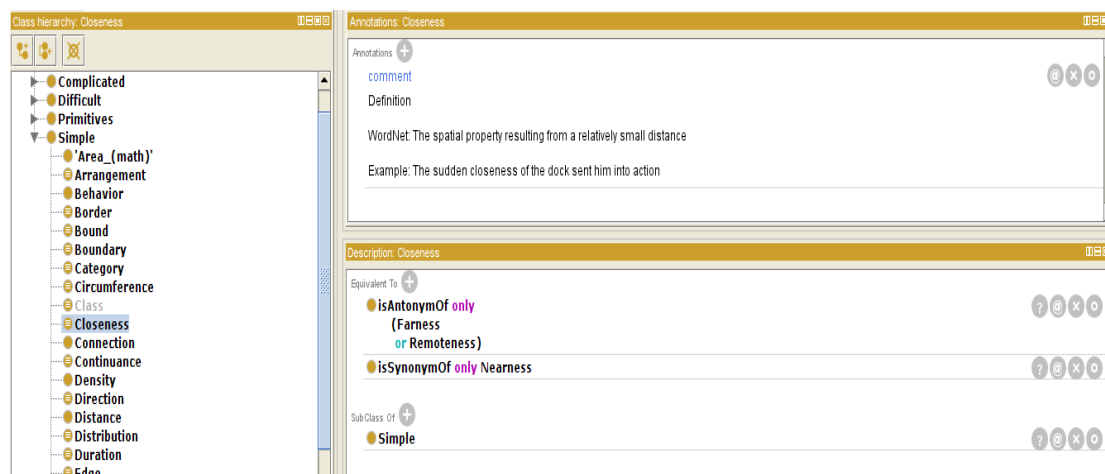 Class hierarchy: Closeness
Complicated
Difficult
Primitives
Simple
'Area_(math)'
Arrangement
Behavior
Border
Bound
Boundary
Category
Circumference
Class
Closeness
Connection
Continuance
Density
Direction
Distance
Distribution
Duration
Edge
Annotations: Closeness
Annotations
comment
Definition
WordNet: The spatial property resulting from a relatively small distance
Example: The sudden closeness of the dock sent him into action
Description: Closeness
Equivalent To
isAntonymOf only
(Farness
or Remoteness)
isSynonymOf only Nearness
SubClass Of
Simple